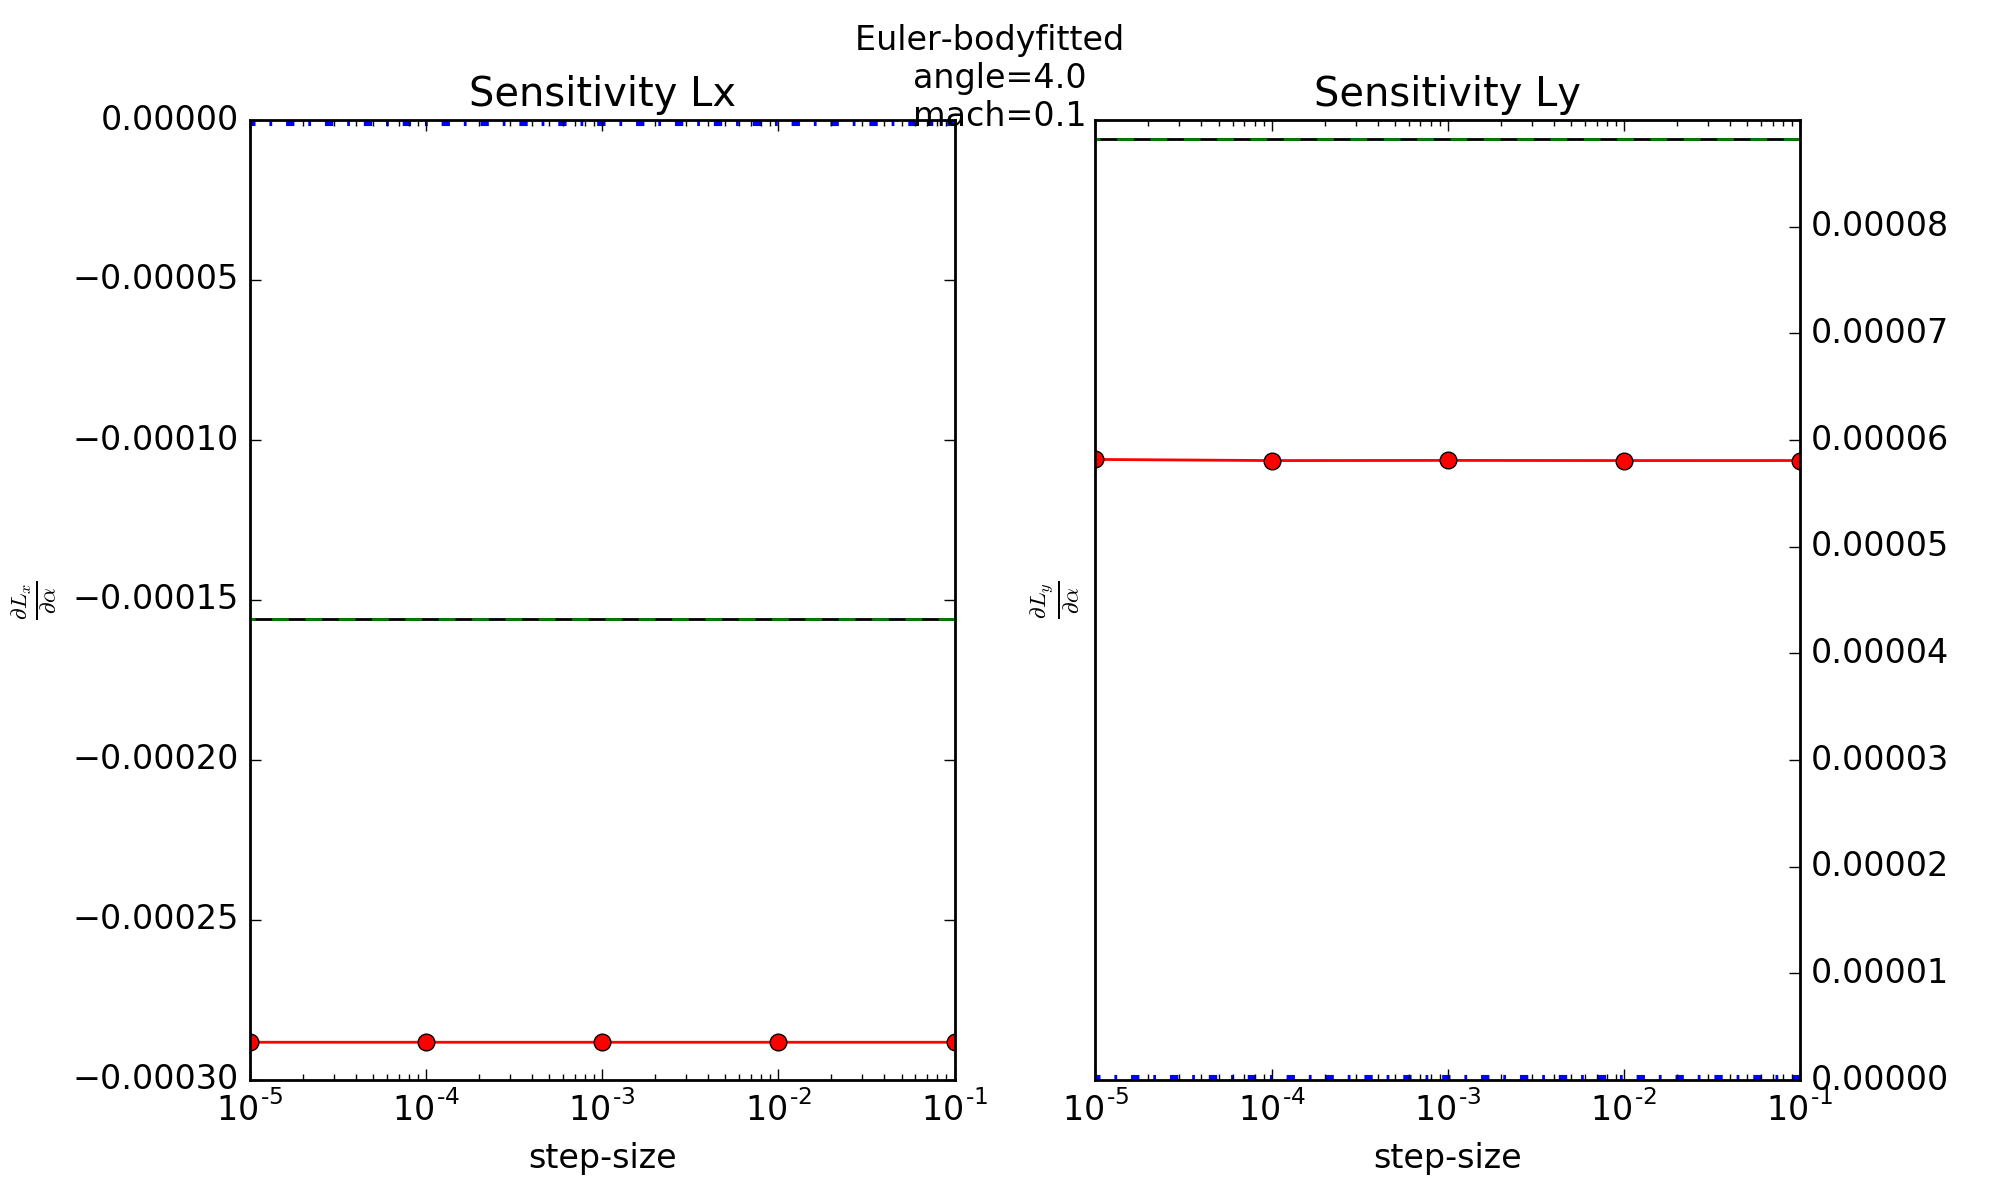 Euler-bodyfitted
angle=4.0
mach=0.1
Sensitivity Lx
0.00000
−0.00005
−0.00010
−0.00015
−0.00020
−0.00025
−0.00030
∂Lₓ/∂α
10⁻⁵ 10⁻⁴ 10⁻³ 10⁻² 10⁻¹
step-size
Sensitivity Ly
0.00008
0.00007
0.00006
0.00005
0.00004
0.00003
0.00002
0.00001
0.00000
∂L_y/∂α
10⁻⁵ 10⁻⁴ 10⁻³ 10⁻² 10⁻¹
step-size